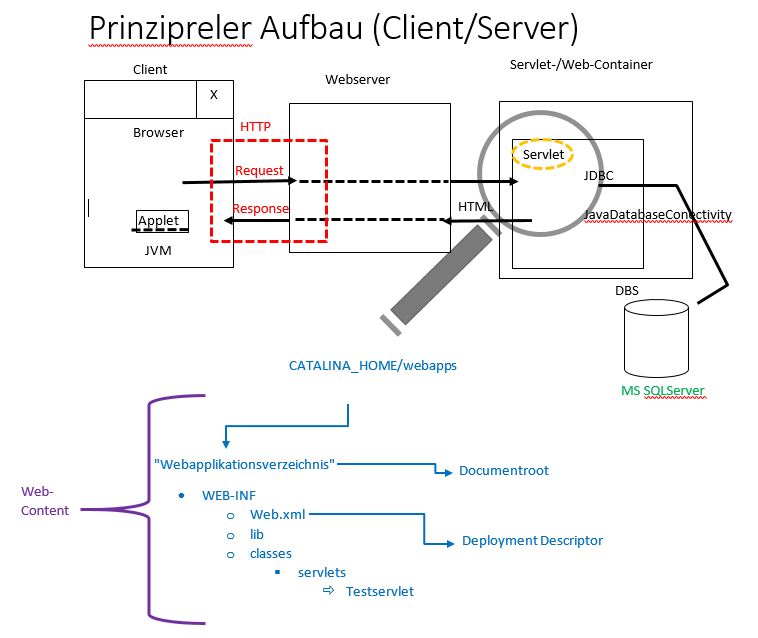 Prinzipreler Aufbau (Client/Server)
Client
Webserver
Servlet-/Web-Container
X
Browser
HTTP
Request
Response
Applet
JVM
HTML
Servlet
JDBC
JavaDatabaseConectivity
DBS
MS SQLServer
CATALINA_HOME/webapps
"Webapplikationsverzeichnis"
Documentroot
Web-
Content
WEB-INF
Web.xml
Deployment Descriptor
lib
classes
servlets
Testservlet